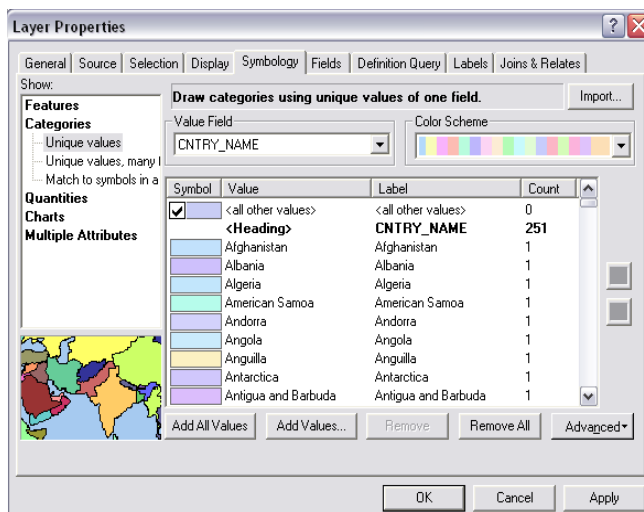 Layer Properties
General Source Selection Display Symbology Fields Definition Query Labels Joins & Relates
Show:
Features
Categories
Unique values
Unique values, many f
Match to symbols in a
Quantities
Charts
Multiple Attributes
Draw categories using unique values of one field.
Import...
Value Field
CNTRY_NAME
Color Scheme
Symbol Value Label Count
<all other values> <all other values> 0
<Heading> CNTRY_NAME 251
Afghanistan Afghanistan 1
Albania Albania 1
Algeria Algeria 1
American Samoa American Samoa 1
Andorra Andorra 1
Angola Angola 1
Anguilla Anguilla 1
Antarctica Antarctica 1
Antigua and Barbuda Antigua and Barbuda 1
Add All Values Add Values... Remove Remove All Advanced
OK Cancel Apply